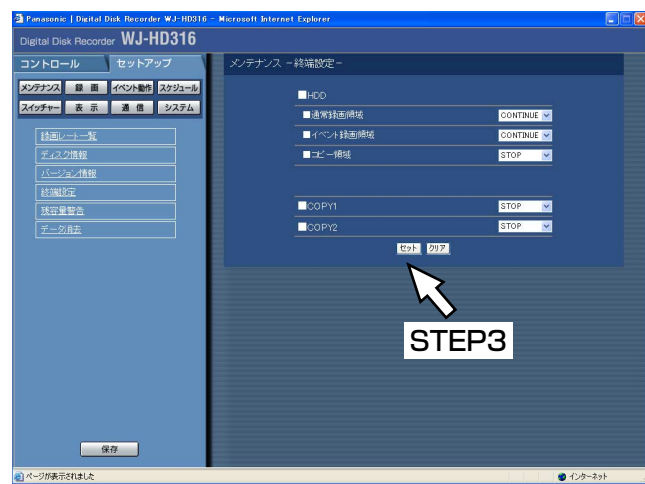 Panasonic | Digital Disk Recorder WJ-HD316 - Microsoft Internet Explorer
Digital Disk Recorder WJ-HD316
コントロール セットアップ
メンテナンス －終端設定－
メンテナンス 録 画 イベント動作 スケジュール
スイッチャー 表 示 通 信 システム
録画レート一覧
ディスク情報
バージョン情報
終端設定
残容量警告
データ消去
■HDD
■通常録画領域 CONTINUE
■イベント録画領域 CONTINUE
■コピー領域 STOP
■COPY1 STOP
■COPY2 STOP
セット クリア
STEP3
保存
ページが表示されました インターネット